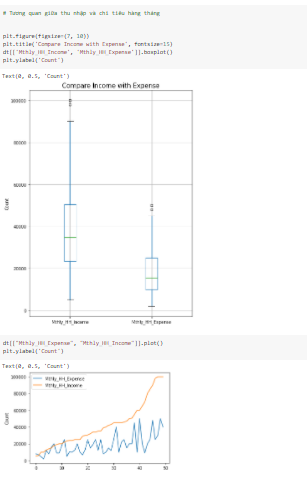 # Tương quan giữa thu nhập và chi tiêu hàng tháng
plt.figure(figsize=(7, 10))
plt.title('Compare Income with Expense', fontsize=15)
dt[["Mthly_HH_Income", "Mthly_HH_Expense"]].boxplot()
plt.ylabel('Count')
Text(0, 0.5, 'Count')
Compare Income with Expense
100000
80000
60000
Count
40000
20000
0
Mthly_HH_Income Mthly_HH_Expense
dt[["Mthly_HH_Expense", "Mthly_HH_Income"]].plot()
plt.ylabel('Count')
Text(0, 0.5, 'Count')
100000
Mthly_HH_Expense
Mthly_HH_Income
80000
60000
Count
40000
20000
0
0 10 20 30 40 50